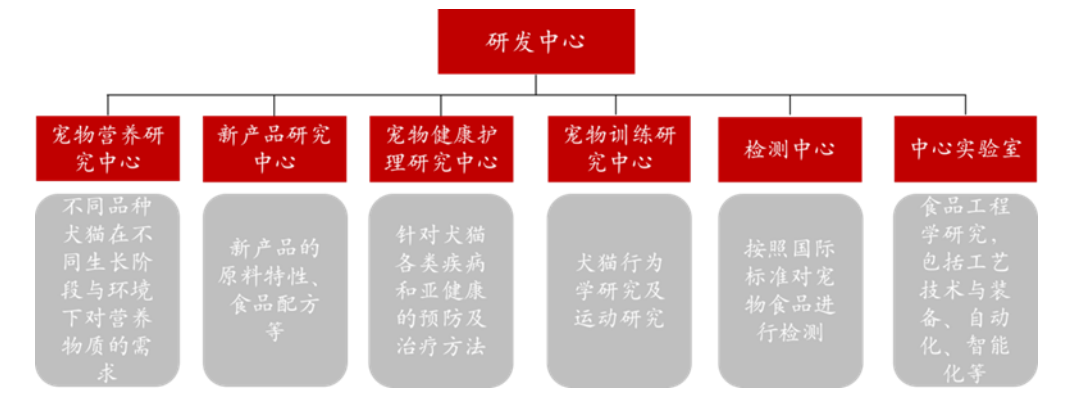 研发中心
宠物营养研
究中心
新产品研究
中心
宠物健康护
理研究中心
宠物训练研
究中心
检测中心
中心实验室
不同品种
犬猫在不
同生长阶
段与环境
下对营养
物质的需
求
新产品的
原料特性、
食品配方
等
针对犬猫
各类疾病
和亚健康
的预防及
治疗方法
犬猫行为
学研究及
运动研究
按照国际
标准对宠
物食品进
行检测
食品工程
学研究，
包括工艺
技术与装
备、自动
化、智能
化等